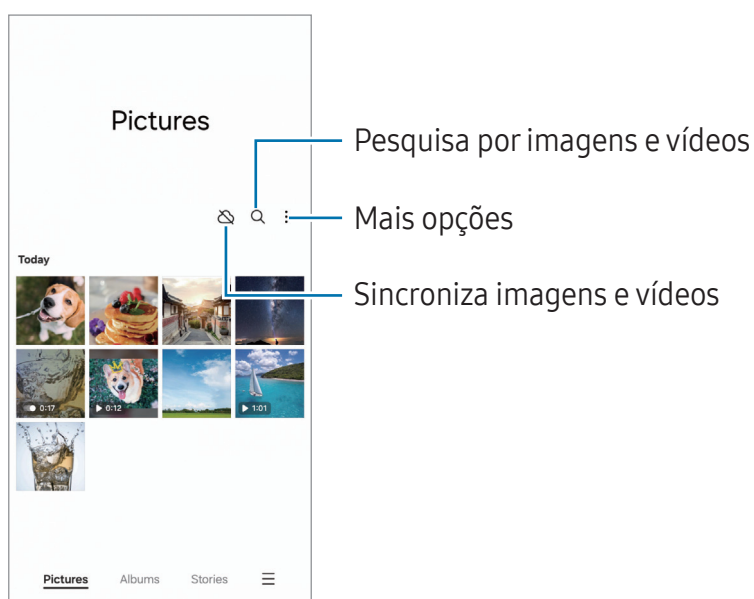 Pictures
Pesquisa por imagens e vídeos
Mais opções
Today
Sincroniza imagens e vídeos
0:17
0:12
1:01
Pictures
Albums
Stories